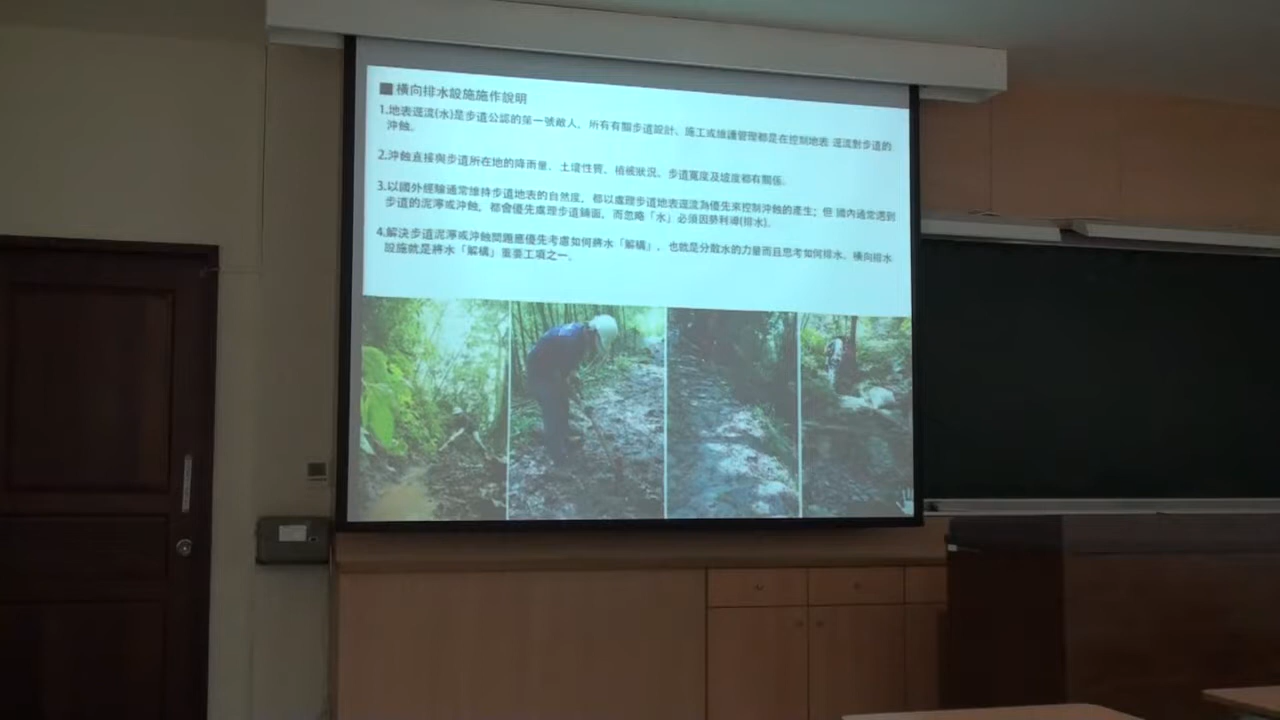 ■橫向排水設施施作說明
1.地表逕流(水)是步道公認的第一號敵人，所有有關步道設計、施工或維護管理都是在控制地表 逕流對步道的
沖蝕。
2.沖蝕直接與步道所在地的降雨量、土壤性質、植被狀況、步道寬度及坡度都有關係。
3.以國外經驗通常維持步道地表的自然度，都以處理步道地表逕流為優先來控制沖蝕的產生；但 國內通常遇到
步道的泥濘或沖蝕，都會優先處理步道鋪面，而忽略「水」必須因勢利導(排水)。
4.解決步道泥濘或沖蝕問題應優先考慮如何將水「解構」，也就是分散水的力量而且思考如何排水。橫向排水
設施就是將水「解構」重要工項之一。